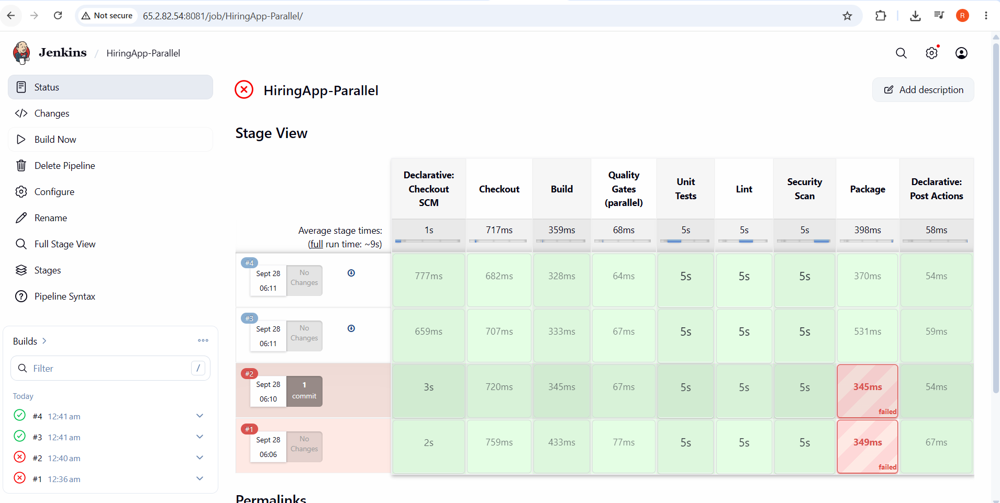 Not secure
65.2.82.54:8081/job/HiringApp-Parallel/
R
Jenkins / HiringApp-Parallel
Status
Changes
Build Now
Delete Pipeline
Configure
Rename
Full Stage View
Stages
Pipeline Syntax
Builds
Filter
/
Today
#4 12:41 am
#3 12:41 am
#2 12:40 am
#1 12:36 am
HiringApp-Parallel
Add description
Stage View
Declarative:
Checkout
SCM
Checkout
Build
Quality
Gates
(parallel)
Unit
Tests
Lint
Security
Scan
Package
Declarative:
Post Actions
Average stage times:
(full run time: ~9s)
1s 717ms 359ms 68ms 5s 5s 5s 398ms 58ms
#4
Sept 28
06:11
No
Changes
777ms 682ms 328ms 64ms 5s 5s 5s 370ms 54ms
#3
Sept 28
06:11
No
Changes
659ms 707ms 333ms 67ms 5s 5s 5s 531ms 59ms
#2
Sept 28
06:10
1
commit
3s 720ms 345ms 67ms 5s 5s 5s 345ms 54ms
failed
#1
Sept 28
06:06
No
Changes
2s 759ms 433ms 77ms 5s 5s 5s 349ms 67ms
failed
Permalinks